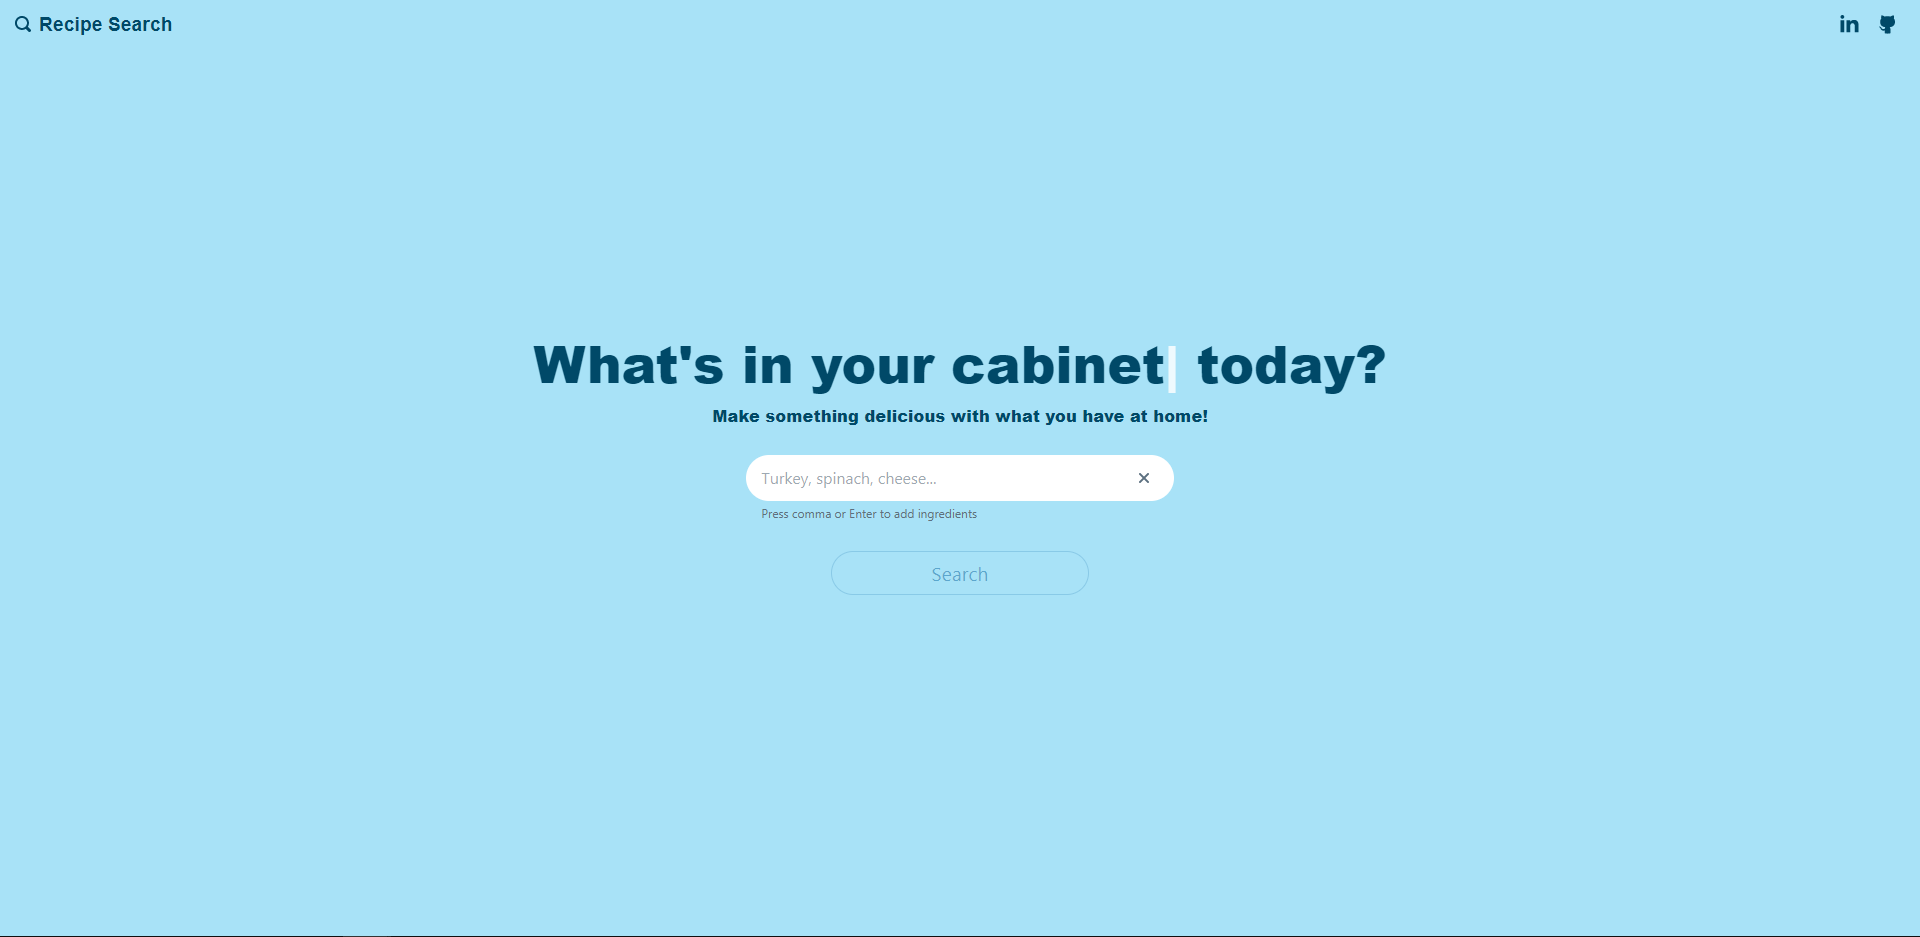 Recipe Search
What's in your cabinet| today?
Make something delicious with what you have at home!
Turkey, spinach, cheese...
Press comma or Enter to add ingredients
Search